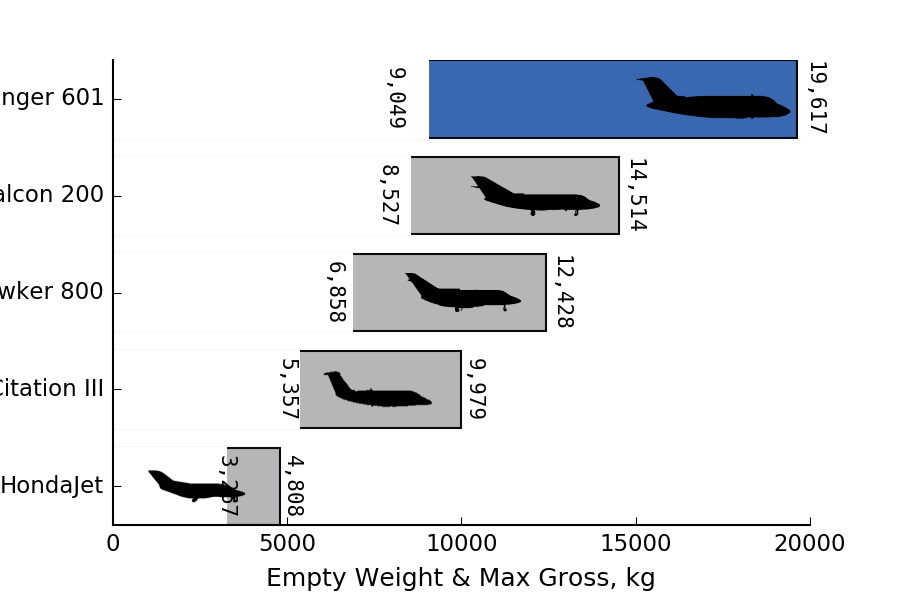 nger 601
9,049
19,617
alcon 200
8,527
14,514
wker 800
6,858
12,428
Citation III
5,357
9,979
HondaJet
4,808
0 5000 10000 15000 20000
Empty Weight & Max Gross, kg